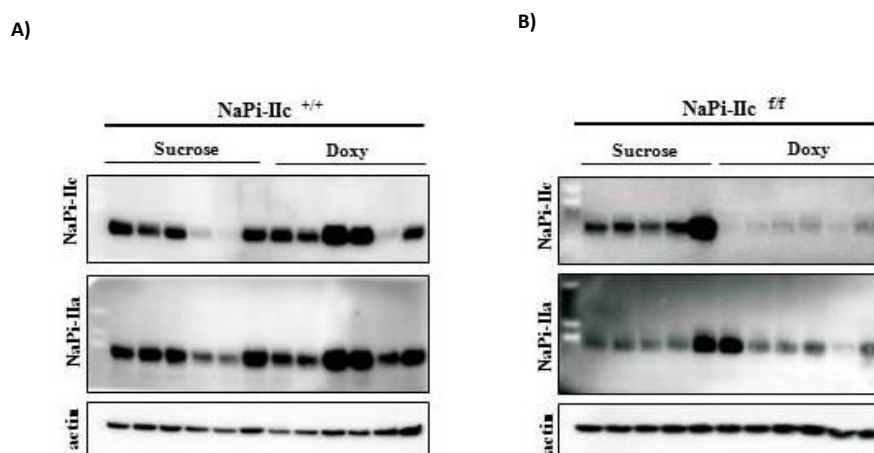 A)
NaPi-IIc +/+
Sucrose Doxy
NaPi-IIc
NaPi-IIa
actin
B)
NaPi-IIc f/f
Sucrose Doxy
NaPi-IIc
NaPi-IIa
actin